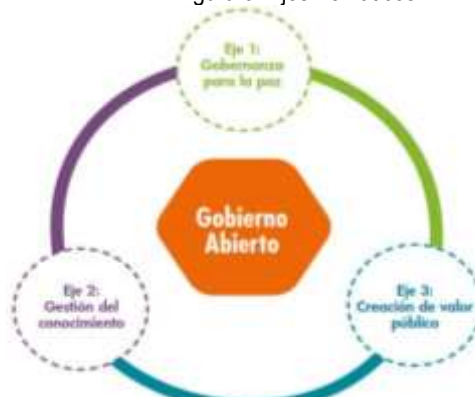 Eje 1:
Gobernanza
para la paz
Gobierno
Abierto
Eje 2:
Gestión del
conocimiento
Eje 3:
Creación de valor
público